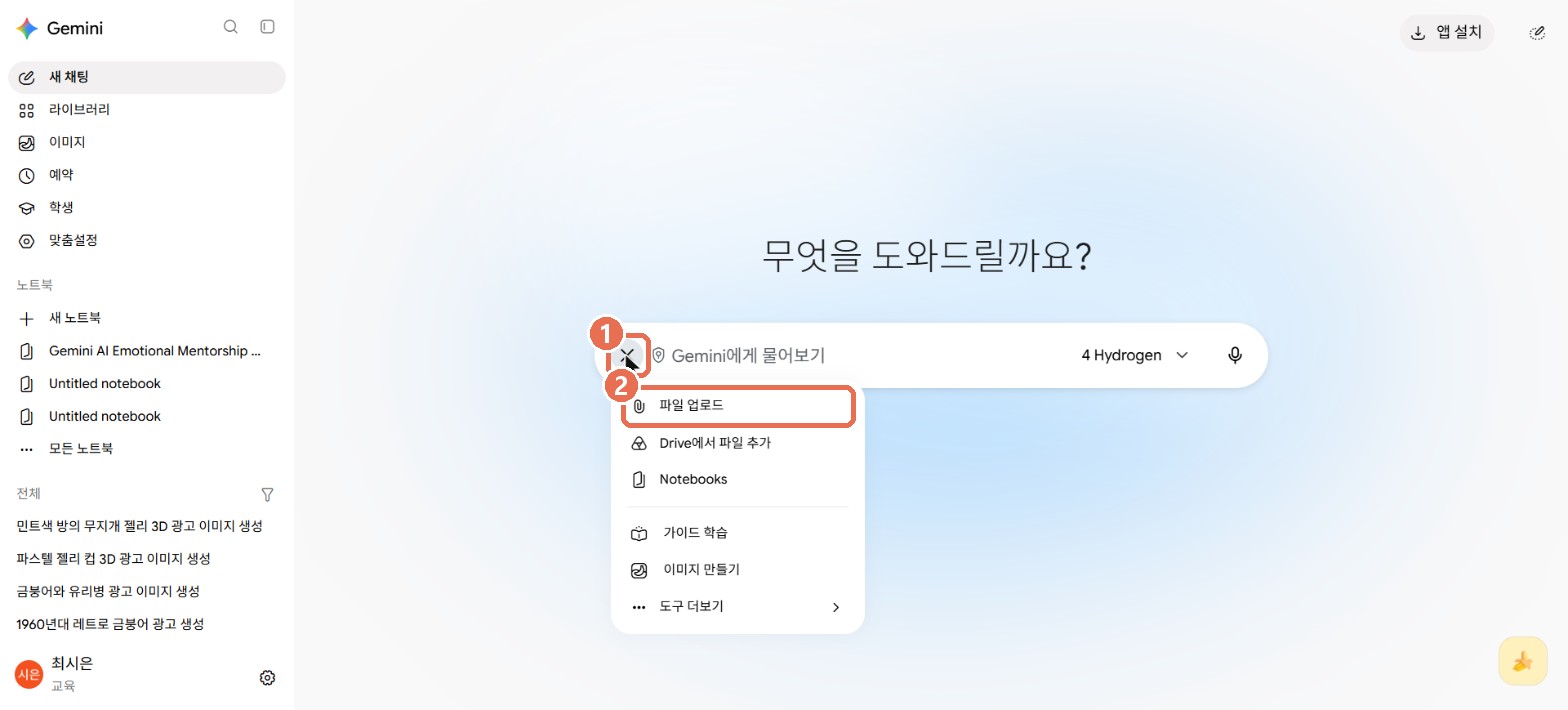 Gemini
새 채팅
라이브러리
이미지
예약
학생
맞춤설정
노트북
새 노트북
Gemini AI Emotional Mentorship ...
Untitled notebook
Untitled notebook
모든 노트북
전체
민트색 방의 무지개 젤리 3D 광고 이미지 생성
파스텔 젤리 컵 3D 광고 이미지 생성
금붕어와 유리병 광고 이미지 생성
1960년대 레트로 금붕어 광고 생성
시은
최시은
교육
앱 설치
무엇을 도와드릴까요?
1
Gemini에게 물어보기
4 Hydrogen
2
파일 업로드
Drive에서 파일 추가
Notebooks
가이드 학습
이미지 만들기
도구 더보기